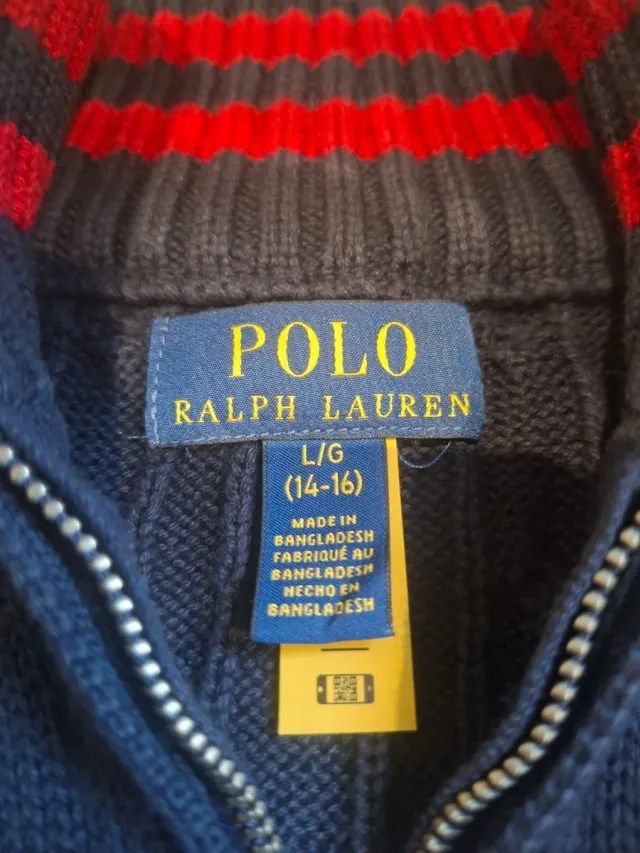 POLO
RALPH LAUREN
L/G
(14-16)
MADE IN
BANGLADESH
FABRIQUÉ AU
BANGLADESH
HECHO EN
BANGLADESH